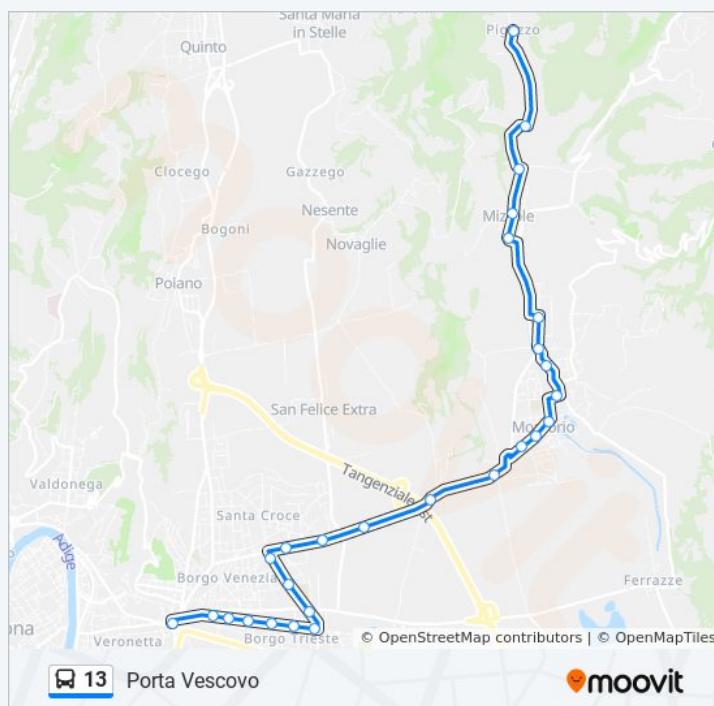 Santa Maria
in Stelle
Quinto
Pigozzo
Clocego
Gazzego
Nesente
Mizzole
Bogoni
Novaglie
Polano
San Felice Extra
Montorio
Tangenziale Est
Valdonega
Santa Croce
Adige
Borgo Venezia
Ferrazze
ona
Veronetta
Borgo Trieste
© OpenStreetMap contributors | © OpenMapTiles
13 Porta Vescovo
moovit